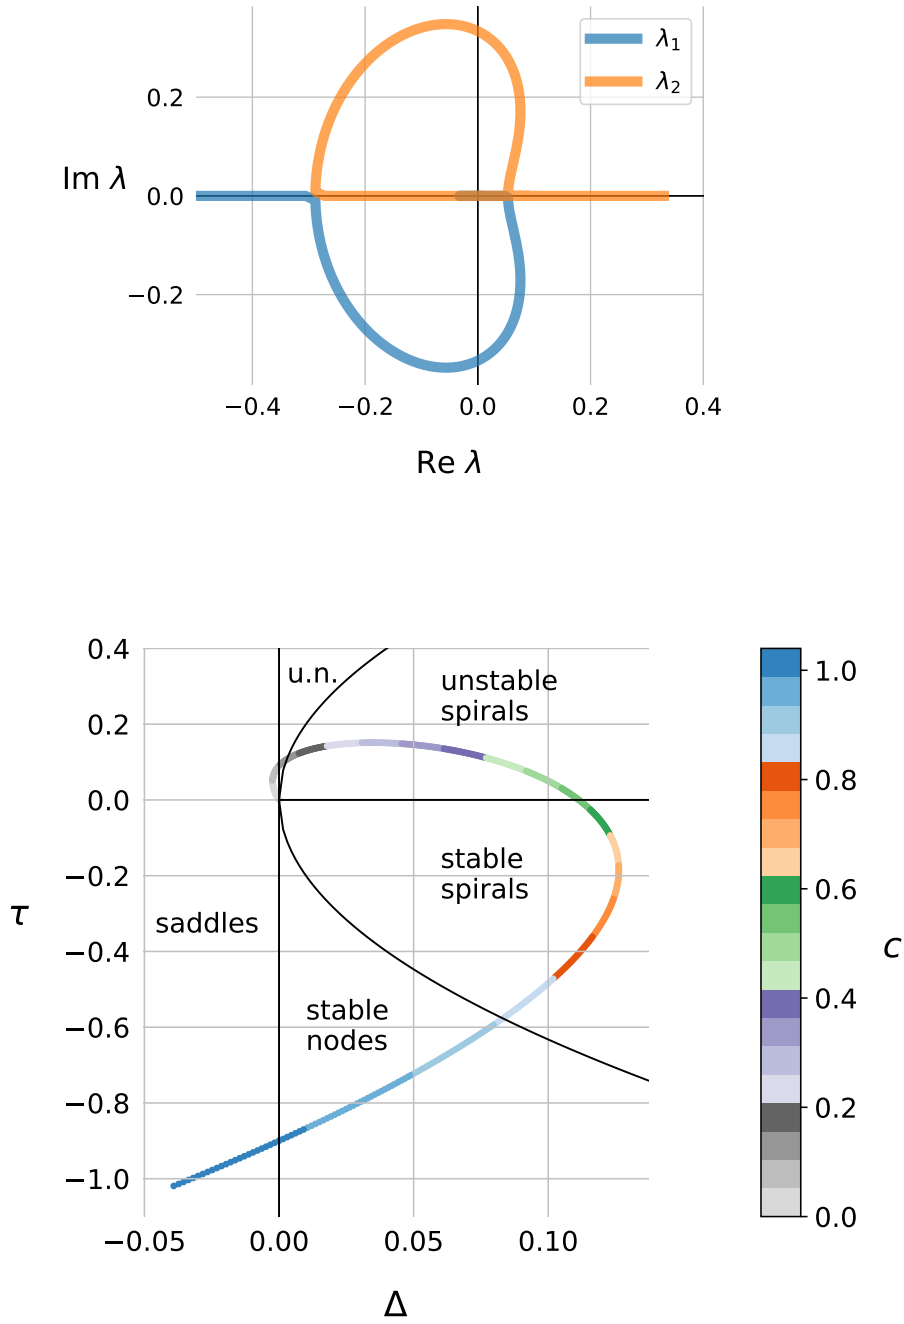 λ1
λ2
0.2
Im λ
0.0
−0.2
−0.4
−0.2
0.0
0.2
0.4
Re λ
0.4
u.n.
unstable
spirals
0.2
0.0
stable
spirals
−0.2
τ
saddles
−0.4
stable
nodes
−0.6
−0.8
−1.0
−0.05
0.00
0.05
0.10
Δ
1.0
0.8
0.6
c
0.4
0.2
0.0